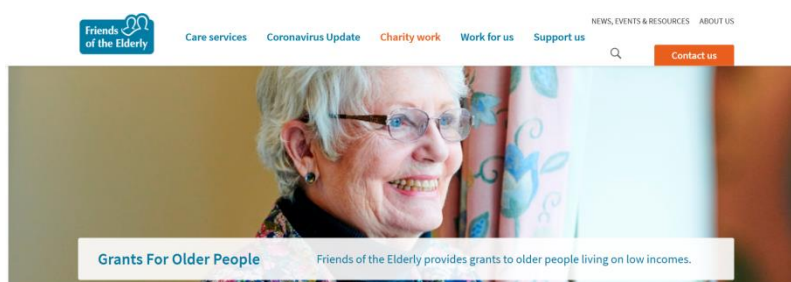 NEWS, EVENTS & RESOURCES ABOUT US
Friends
of the Elderly
Care services Coronavirus Update Charity work Work for us Support us
Contact us
Grants For Older People Friends of the Elderly provides grants to older people living on low incomes.